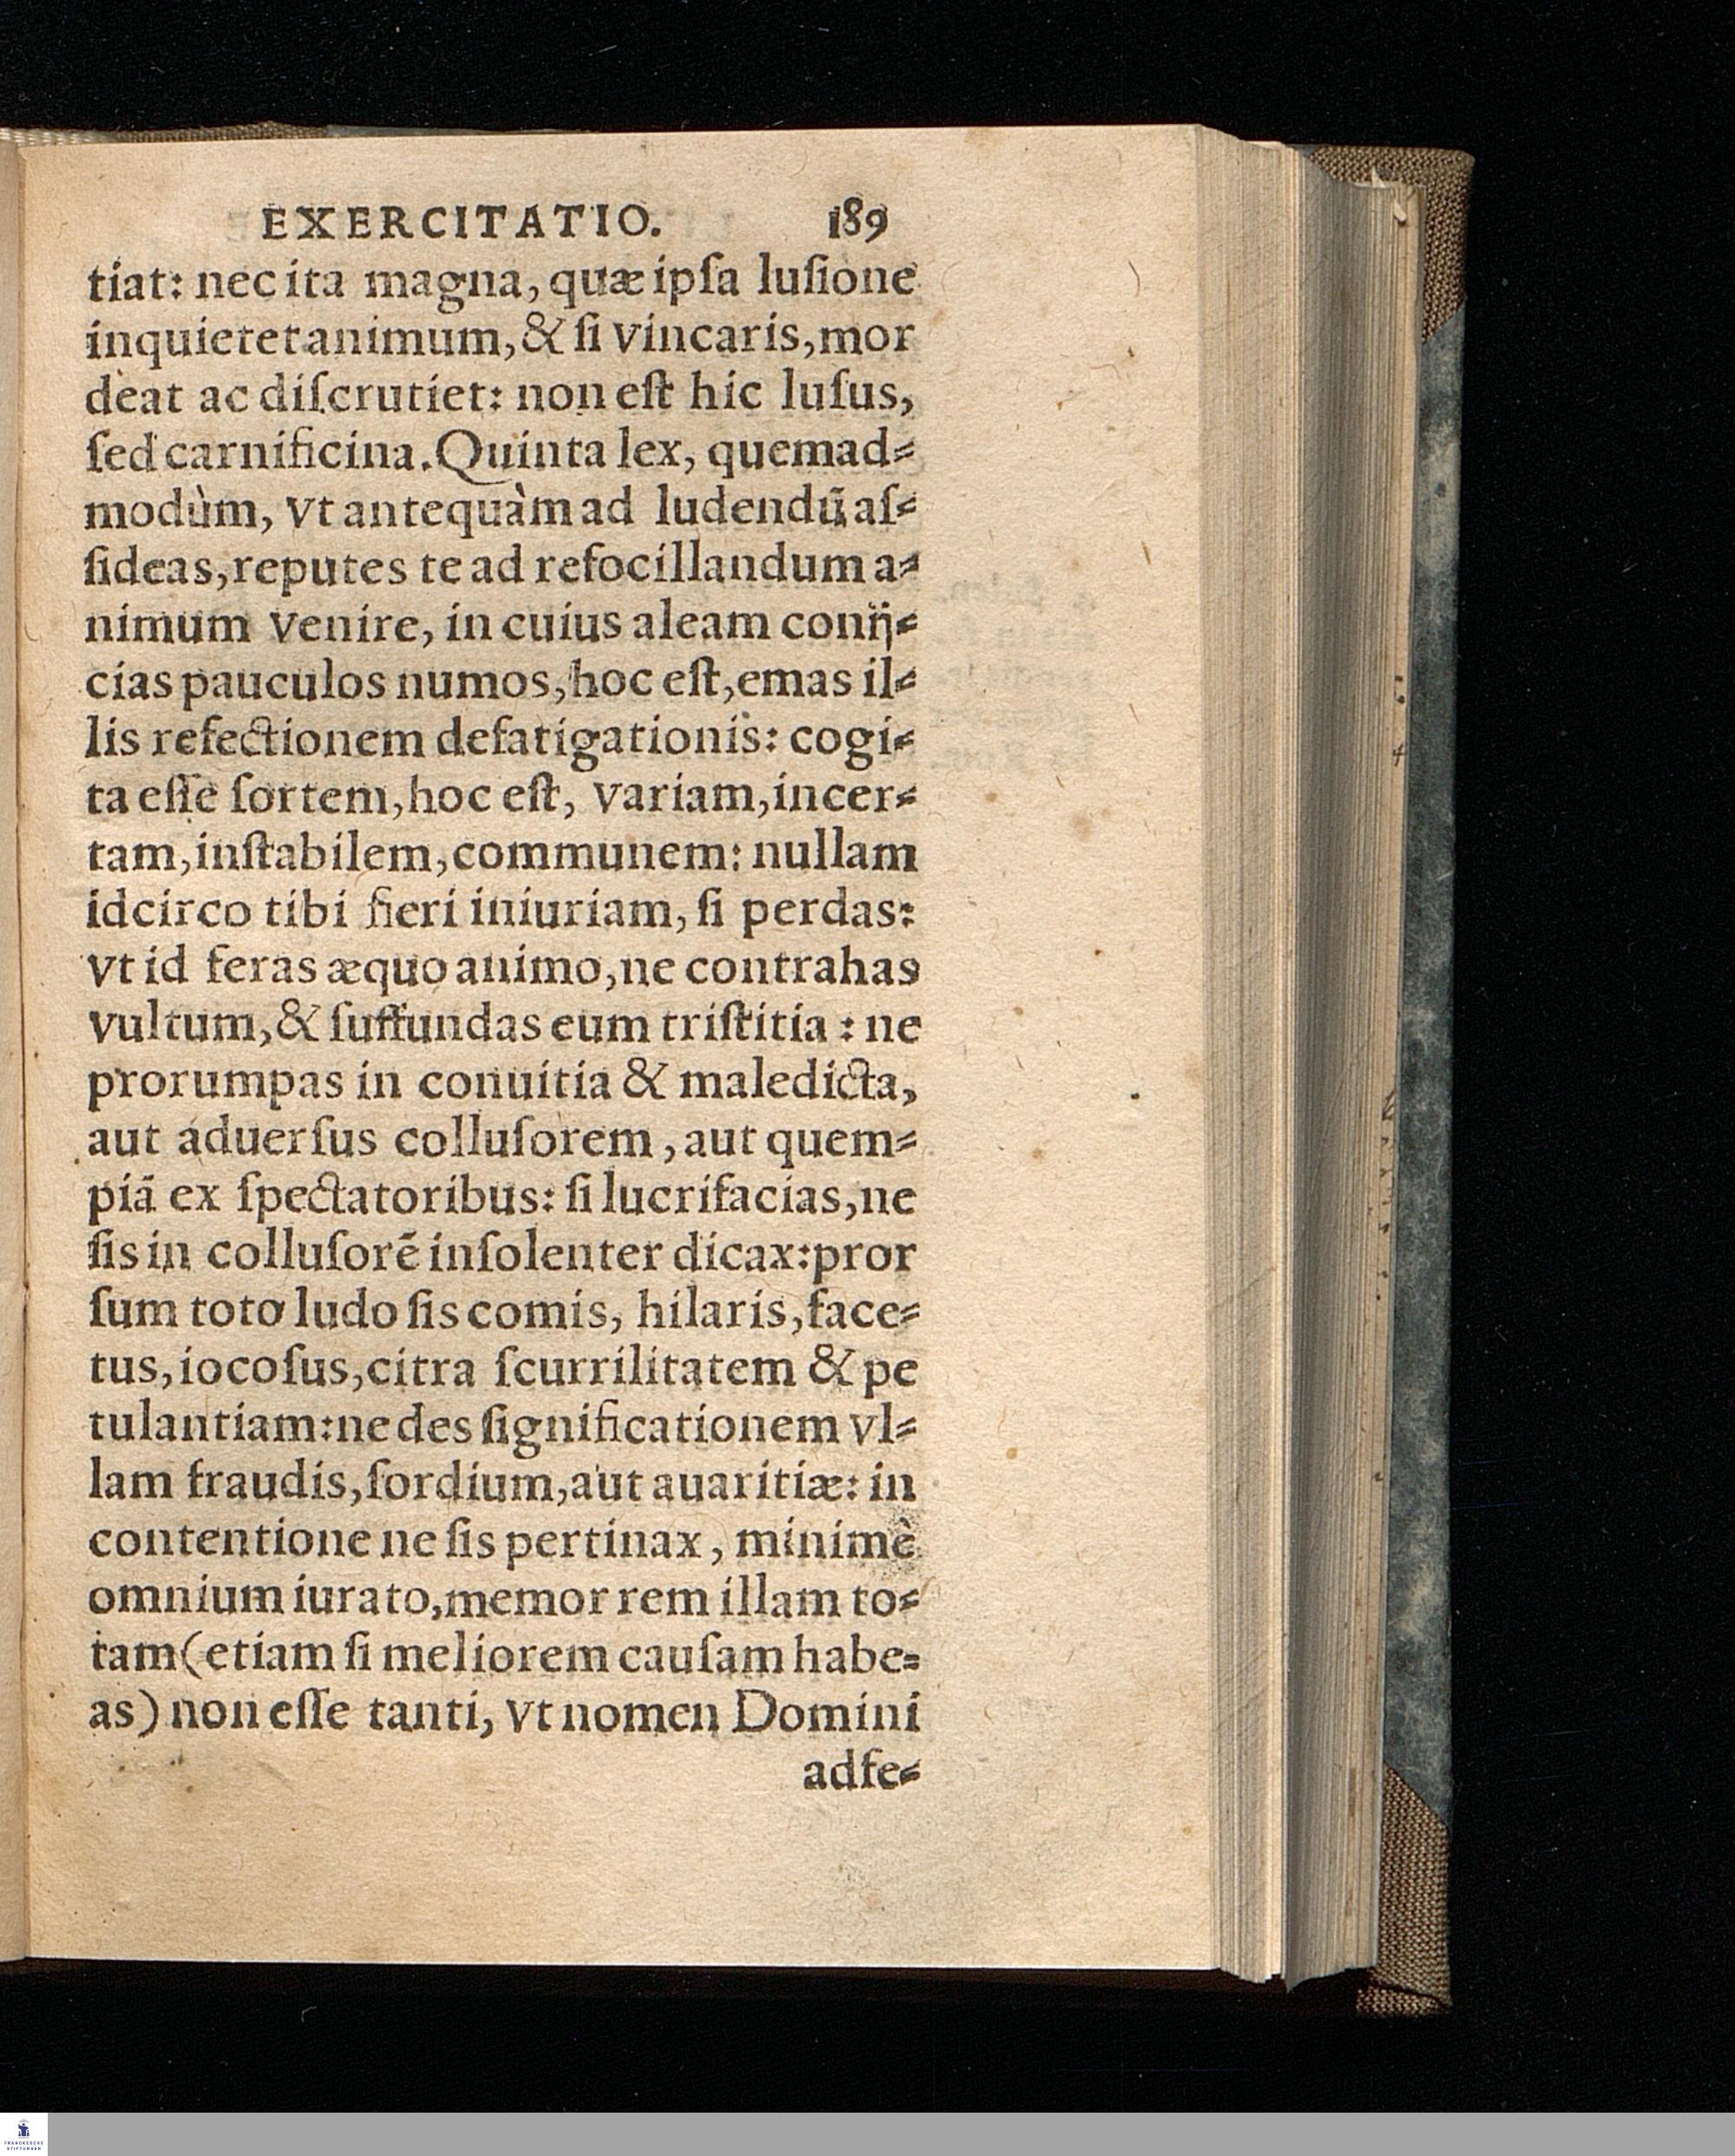 EXERCITATIO. 189
tiat: nec ita magna, quæ ipſa luſione
inquietet animum, & ſi vincaris, mor
deat ac diſcrutiet: non eſt hic luſus,
ſed carnificina. Quinta lex, quemad⸗
modùm, vt antequàm ad ludendū aſ⸗
ſideas, reputes te ad refocillandum a⸗
nimum venire, in cuius aleam conij⸗
cias pauculos numos, hoc eſt, emas il⸗
lis refectionem defatigationis: cogi⸗
ta eſſe ſortem, hoc eſt, variam, incer⸗
tam, inſtabilem, communem: nullam
idcirco tibi fieri iniuriam, ſi perdas:
vt id feras æquo animo, ne contrahas
vultum, & ſuffundas eum triſtitia : ne
prorumpas in conuitia & maledicta,
aut aduerſus colluſorem, aut quem⸗
piā ex ſpectatoribus: ſi lucrifacias, ne
ſis in colluſorē inſolenter dicax: pror
ſum toto ludo ſis comis, hilaris, face⸗
tus, iocoſus, citra ſcurrilitatem & pe
tulantiam: ne des ſignificationem vl⸗
lam fraudis, ſordium, aut auaritiæ: in
contentione ne ſis pertinax, minimè
omnium iurato, memor rem illam to⸗
tam (etiam ſi meliorem cauſam habe⸗
as) non eſſe tanti, vt nomen Domini
adfe⸗
FRANCKESCHE
STIFTUNGEN